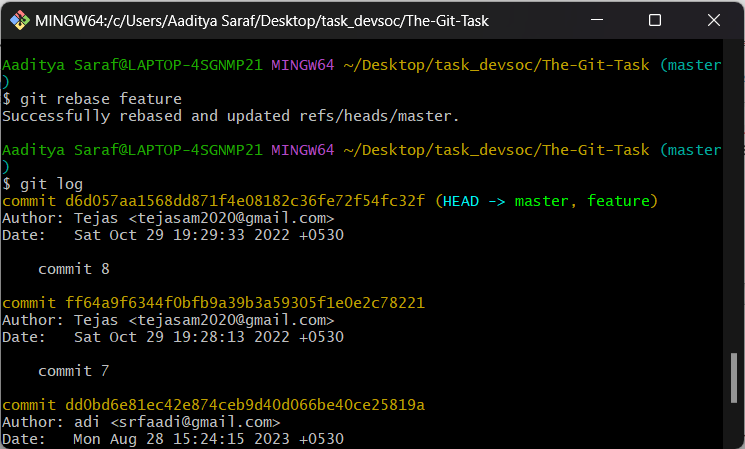 MINGW64:/c/Users/Aaditya Saraf/Desktop/task_devsoc/The-Git-Task
Aaditya Saraf@LAPTOP-4SGNMP21 MINGW64 ~/Desktop/task_devsoc/The-Git-Task (master
)
$ git rebase feature
Successfully rebased and updated refs/heads/master.
Aaditya Saraf@LAPTOP-4SGNMP21 MINGW64 ~/Desktop/task_devsoc/The-Git-Task (master
)
$ git log
commit d6d057aa1568dd871f4e08182c36fe72f54fc32f (HEAD -> master, feature)
Author: Tejas <tejasam2020@gmail.com>
Date:   Sat Oct 29 19:29:33 2022 +0530
    commit 8
commit ff64a9f6344f0bfb9a39b3a59305f1e0e2c78221
Author: Tejas <tejasam2020@gmail.com>
Date:   Sat Oct 29 19:28:13 2022 +0530
    commit 7
commit dd0bd6e81ec42e874ceb9d40d066be40ce25819a
Author: adi <srfaadi@gmail.com>
Date:   Mon Aug 28 15:24:15 2023 +0530